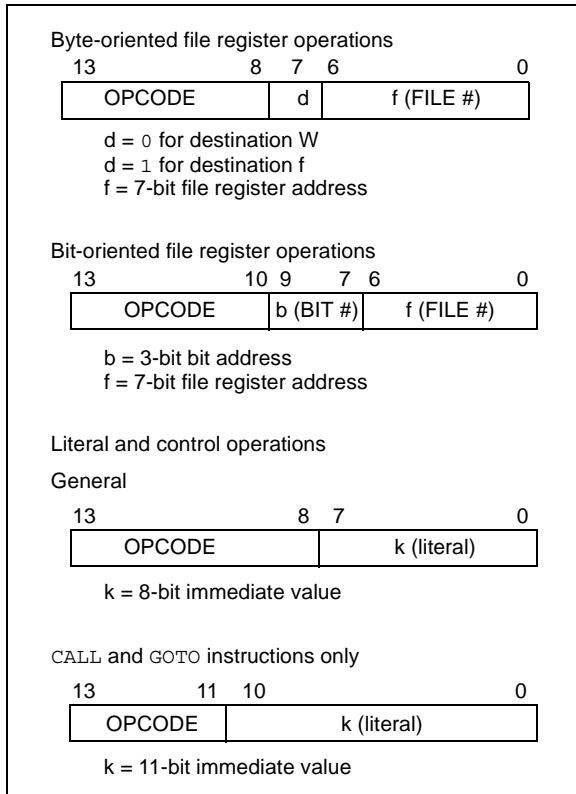 Byte-oriented file register operations
13 8 7 6 0
OPCODE d f (FILE #)
d = 0 for destination W
d = 1 for destination f
f = 7-bit file register address
Bit-oriented file register operations
13 10 9 7 6 0
OPCODE b (BIT #) f (FILE #)
b = 3-bit bit address
f = 7-bit file register address
Literal and control operations
General
13 8 7 0
OPCODE k (literal)
k = 8-bit immediate value
CALL and GOTO instructions only
13 11 10 0
OPCODE k (literal)
k = 11-bit immediate value